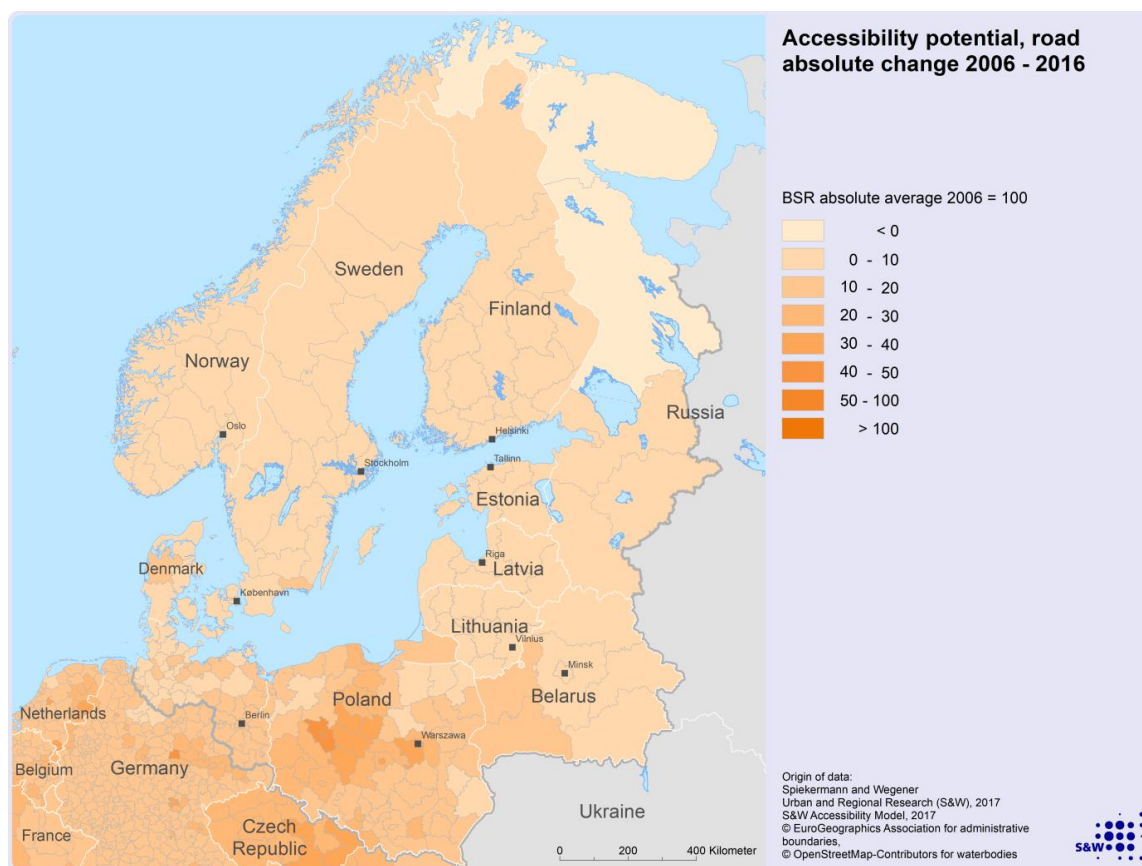 Accessibility potential, road
absolute change 2006 - 2016
BSR absolute average 2006 = 100
< 0
0 - 10
10 - 20
20 - 30
30 - 40
40 - 50
50 - 100
> 100
Sweden
Finland
Norway
Oslo
Helsinki
Russia
Stockholm
Tallinn
Estonia
Riga
Denmark
Latvia
København
Lithuania
Vilnius
Minsk
Belarus
Poland
Netherlands
Berlin
Warszawa
Belgium
Germany
Ukraine
Czech
Republic
France
0 200 400 Kilometer
Origin of data:
Spiekermann and Wegener
Urban and Regional Research (S&W), 2017
S&W Accessibility Model, 2017
© EuroGeographics Association for administrative
boundaries,
© OpenStreetMap-Contributors for waterbodies
S&W